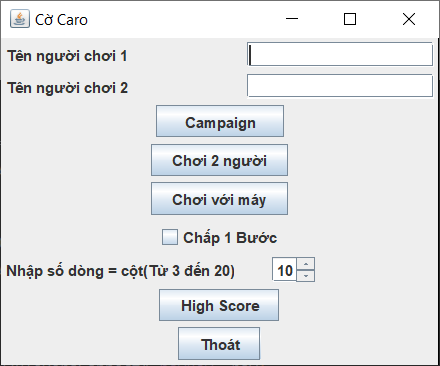 Cờ Caro
Tên người chơi 1
Tên người chơi 2
Campaign
Chơi 2 người
Chơi với máy
Chấp 1 Bước
Nhập số dòng = cột(Từ 3 đến 20) 10
High Score
Thoát